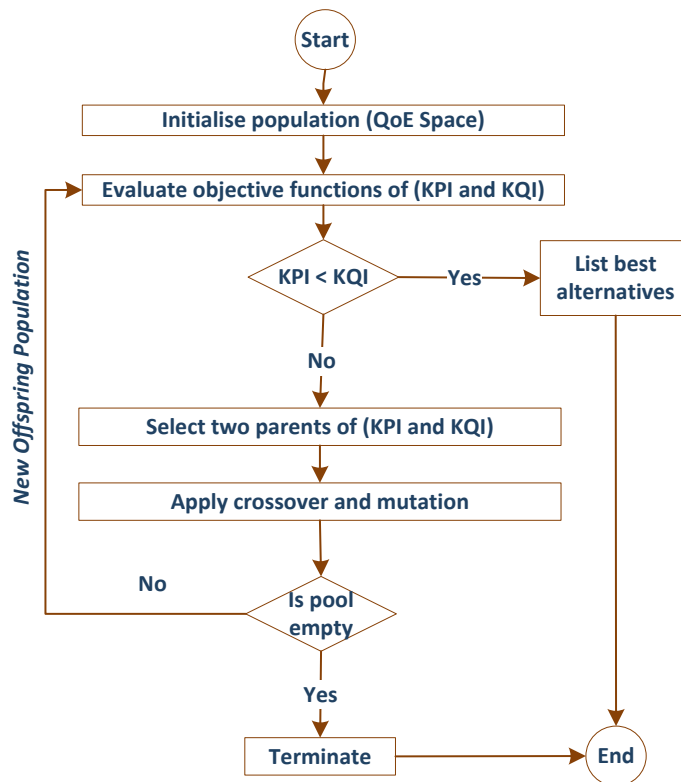 Start
Initialise population (QoE Space)
Evaluate objective functions of (KPI and KQI)
KPI < KQI
Yes
List best
alternatives
No
Select two parents of (KPI and KQI)
Apply crossover and mutation
New Offspring Population
No
Is pool
empty
Yes
Terminate
End